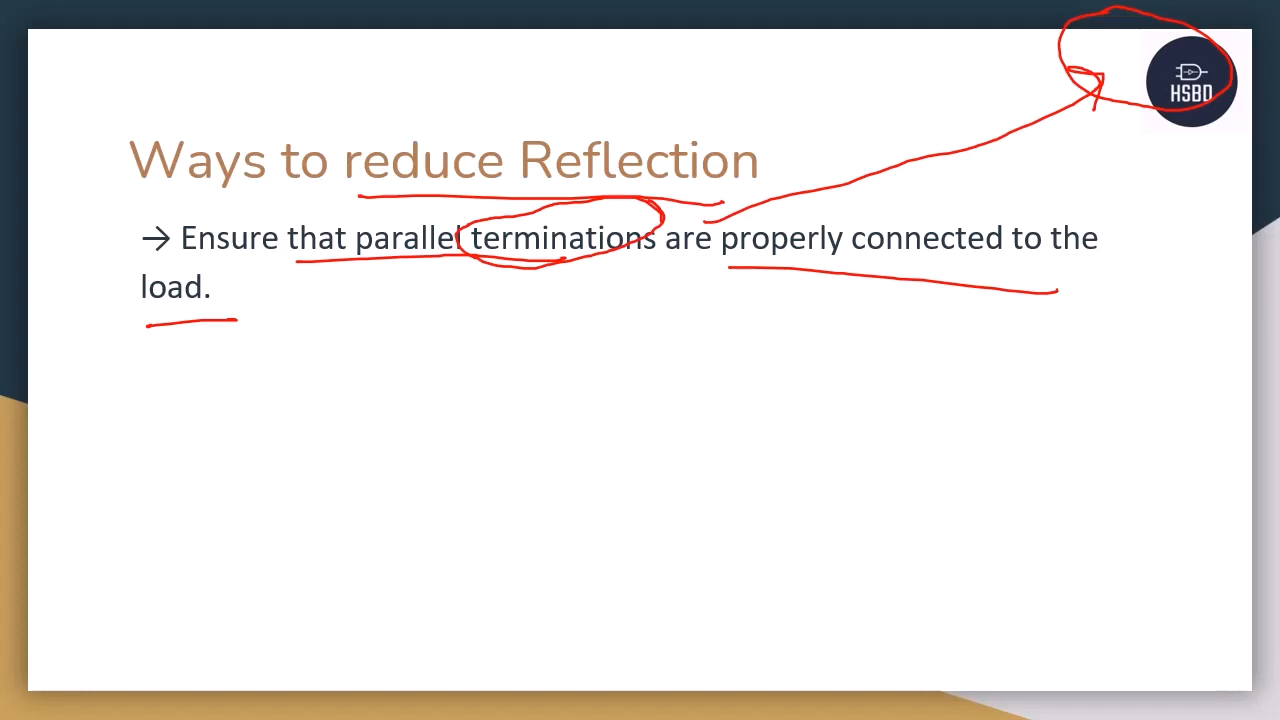 HSBD
Ways to reduce Reflection
→ Ensure that parallel terminations are properly connected to the
load.